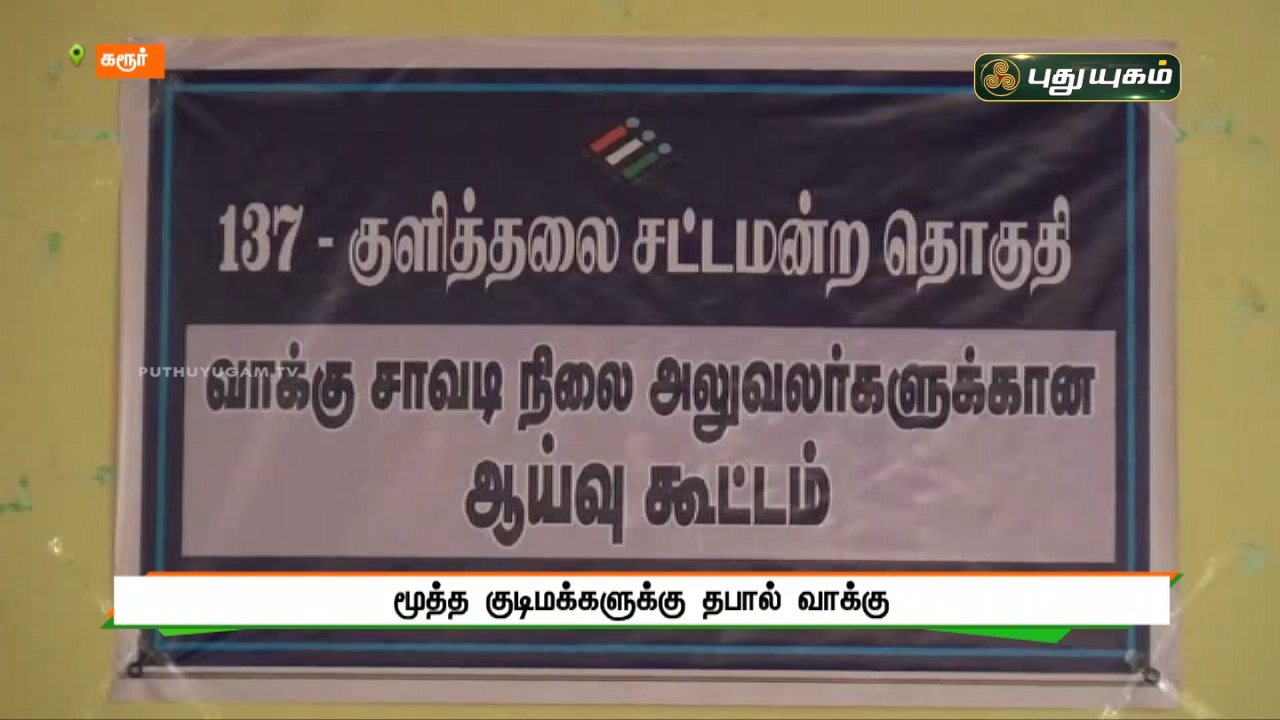 கரூர்
புதுயுகம்
137 - குளித்தலை சட்டமன்ற தொகுதி
PUTHUYUGAM.TV
வாக்கு சாவடி நிலை அலுவலர்களுக்கான
ஆய்வு கூட்டம்
மூத்த குடிமக்களுக்கு தபால் வாக்கு